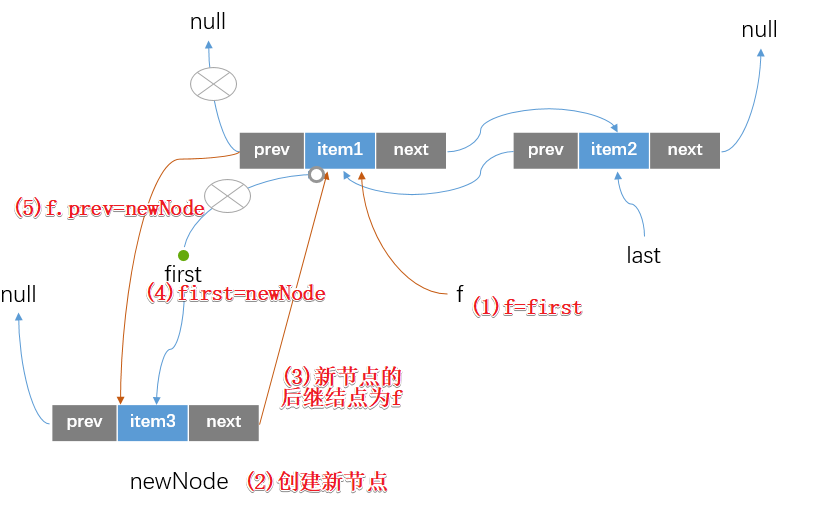 null
null
prev item1 next
prev item2 next
(5)f.prev=newNode
first
last
(4)first=newNode
null
f
(1)f=first
(3)新节点的
后继结点为f
prev item3 next
newNode
(2)创建新节点